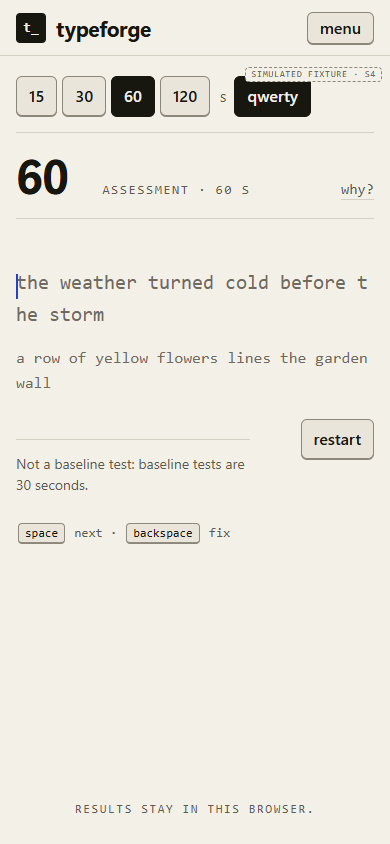 t_ typeforge menu
SIMULATED FIXTURE · S4
15 30 60 120 s qwerty
60 ASSESSMENT · 60 S why?
the weather turned cold before t
he storm
a row of yellow flowers lines the garden
wall
restart
Not a baseline test: baseline tests are
30 seconds.
space next · backspace fix
RESULTS STAY IN THIS BROWSER.